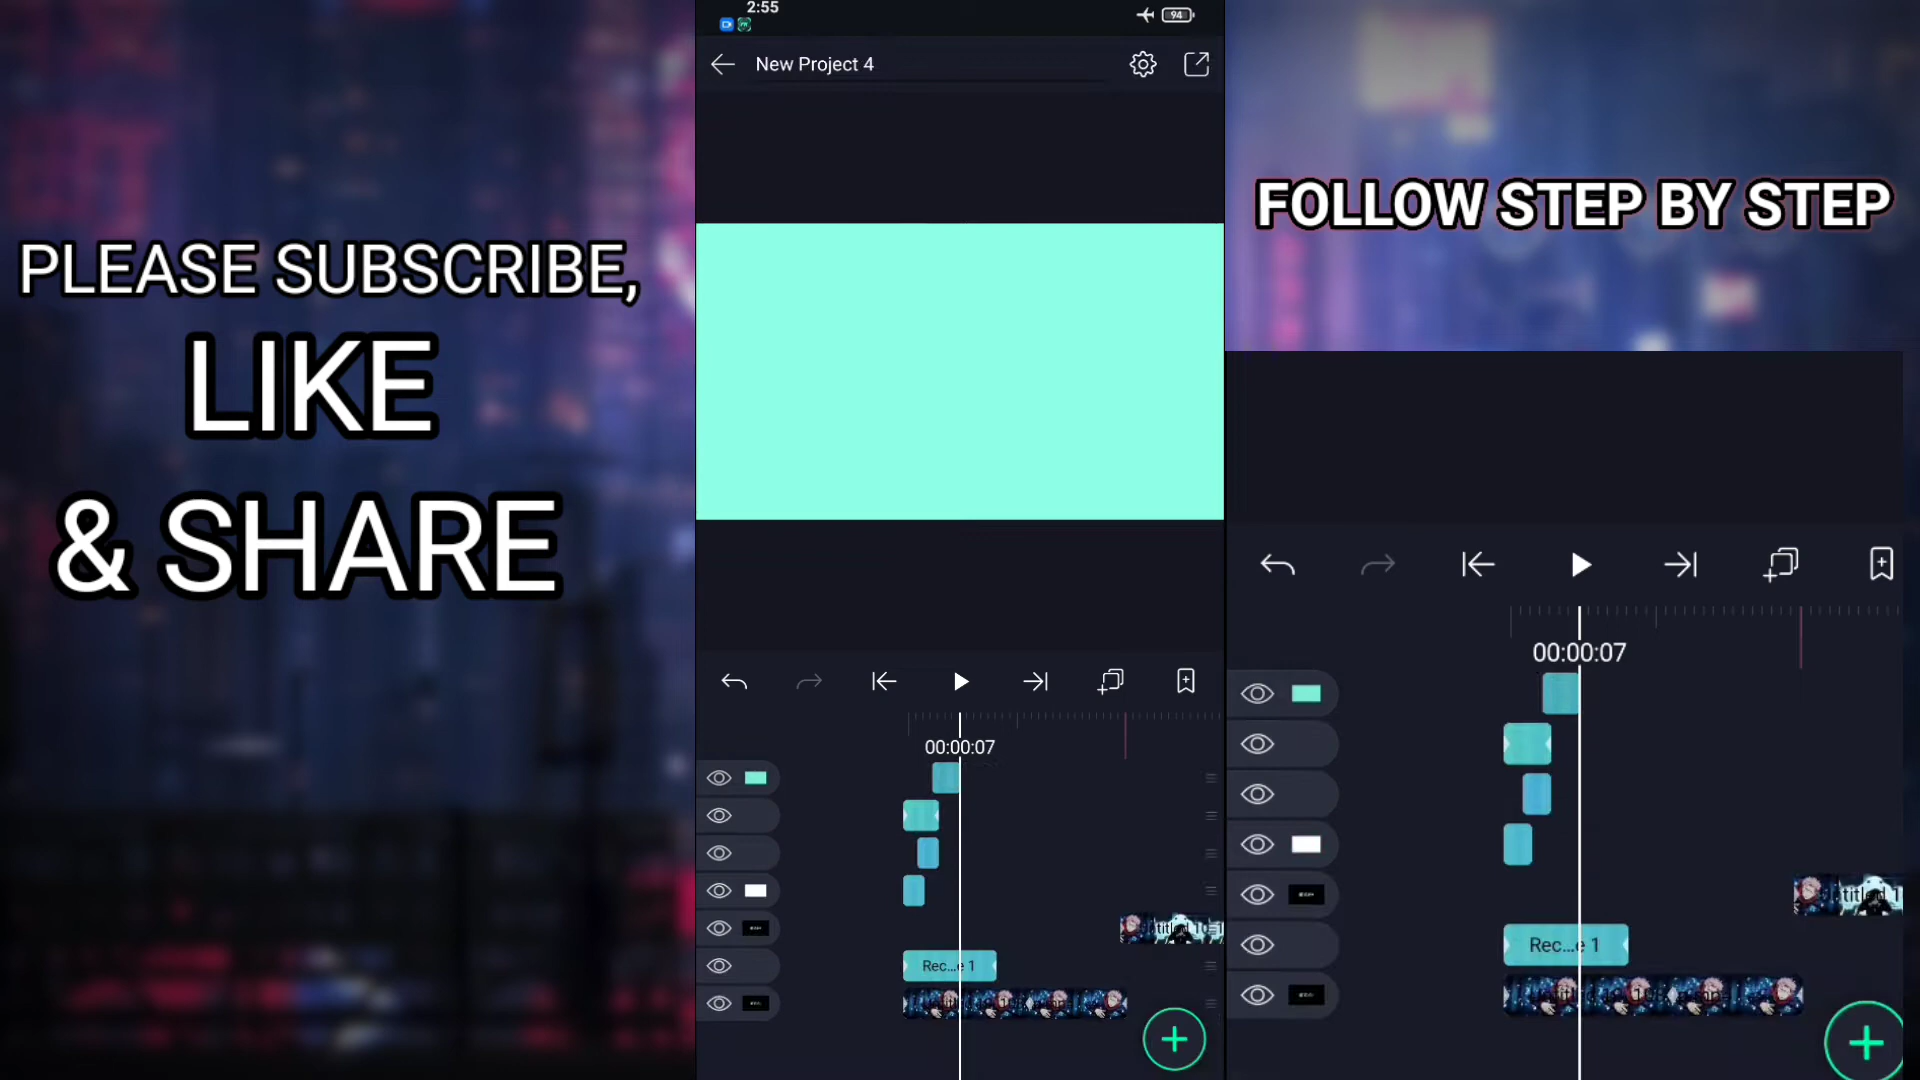 PLEASE SUBSCRIBE,
LIKE
& SHARE
2:55
94
New Project 4
00:00:07
Rec...e 1
FOLLOW STEP BY STEP
00:00:07
Rec...e 1